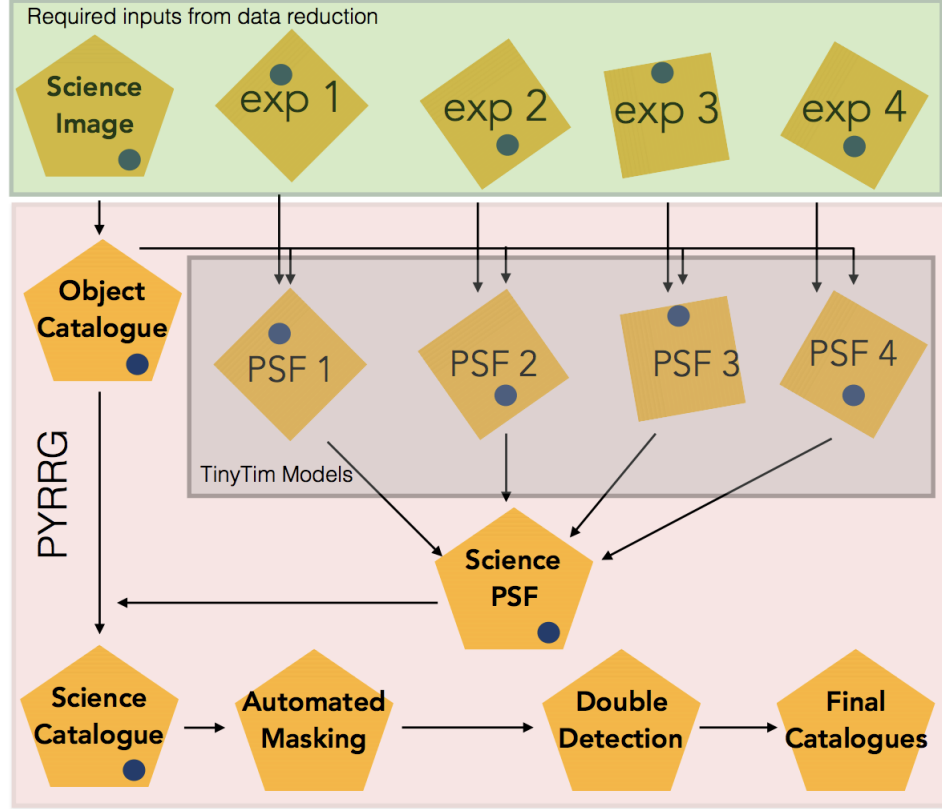 Required inputs from data reduction
Science
Image
exp 1
exp 2
exp 3
exp 4
Object
Catalogue
PSF 1
PSF 2
PSF 3
PSF 4
TinyTim Models
PYRRG
Science
PSF
Science
Catalogue
Automated
Masking
Double
Detection
Final
Catalogues